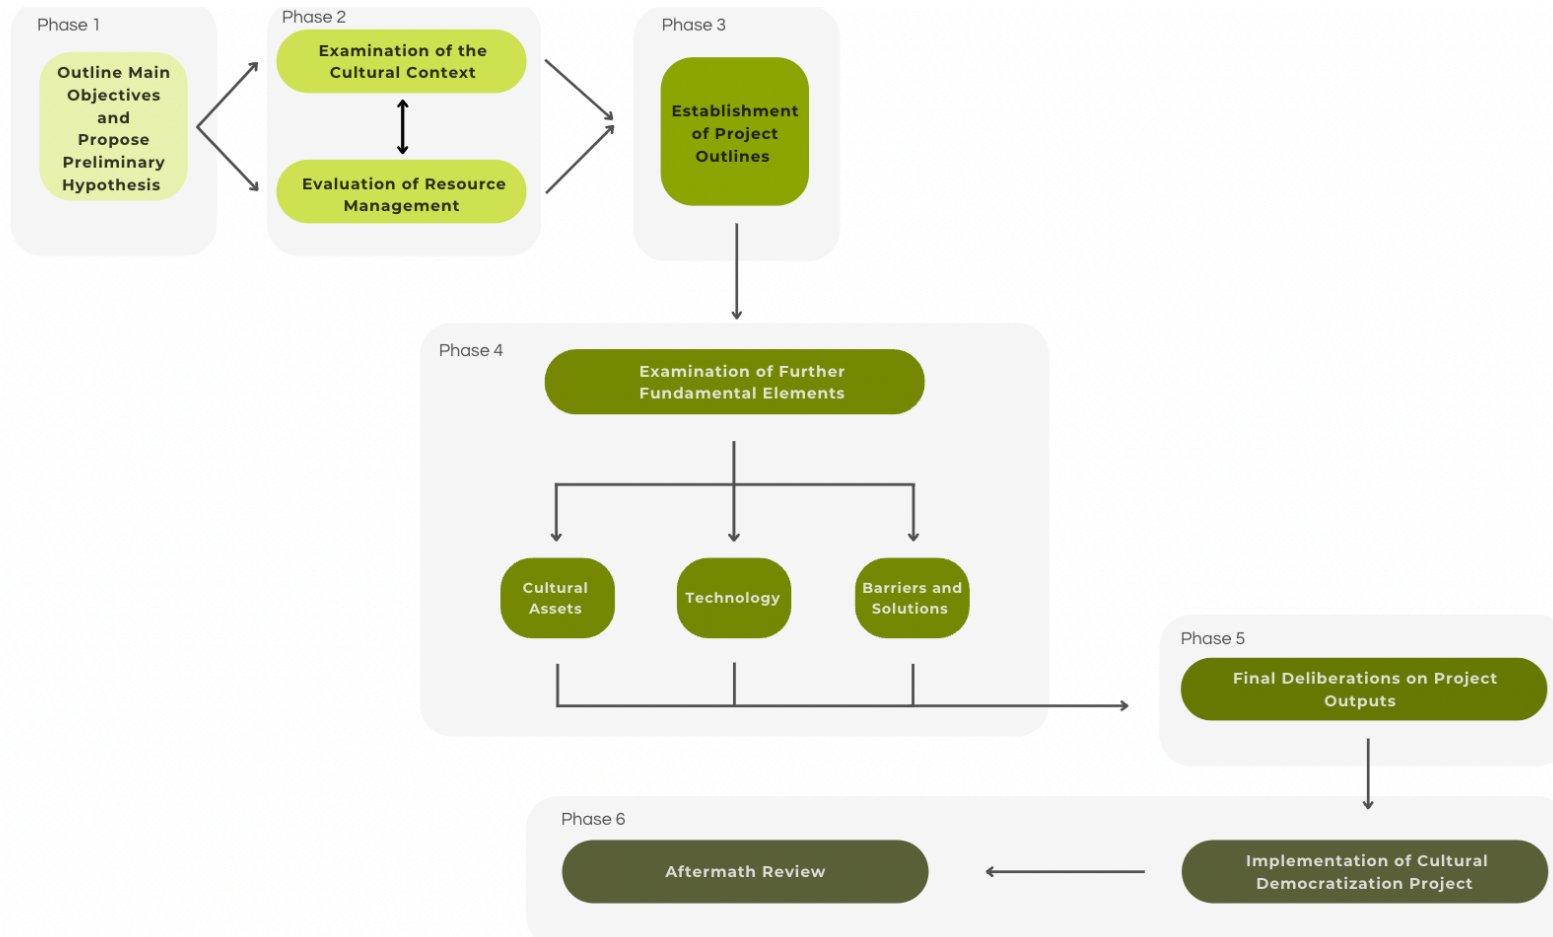 Phase 1
Outline Main
Objectives
and
Propose
Preliminary
Hypothesis
Phase 2
Examination of the
Cultural Context
Evaluation of Resource
Management
Phase 3
Establishment
of Project
Outlines
Phase 4
Examination of Further
Fundamental Elements
Cultural
Assets
Technology
Barriers and
Solutions
Phase 5
Final Deliberations on Project
Outputs
Phase 6
Aftermath Review
Implementation of Cultural
Democratization Project